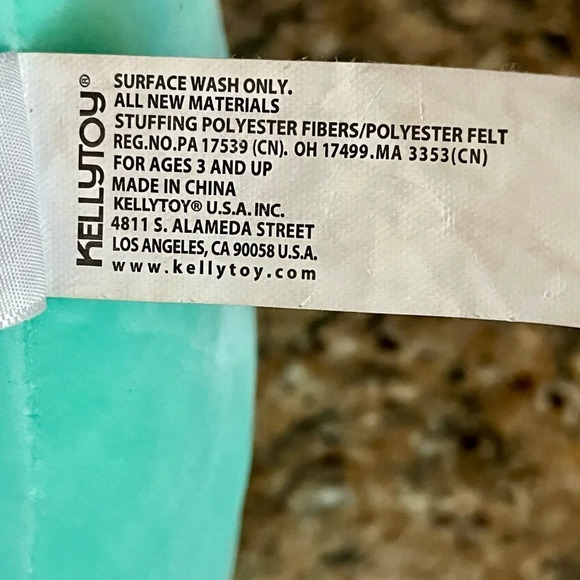 KELLYTOY®
SURFACE WASH ONLY.
ALL NEW MATERIALS
STUFFING POLYESTER FIBERS/POLYESTER FELT
REG.NO.PA 17539 (CN). OH 17499.MA 3353(CN)
FOR AGES 3 AND UP
MADE IN CHINA
KELLYTOY® U.S.A. INC.
4811 S. ALAMEDA STREET
LOS ANGELES, CA 90058 U.S.A.
www.kellytoy.com